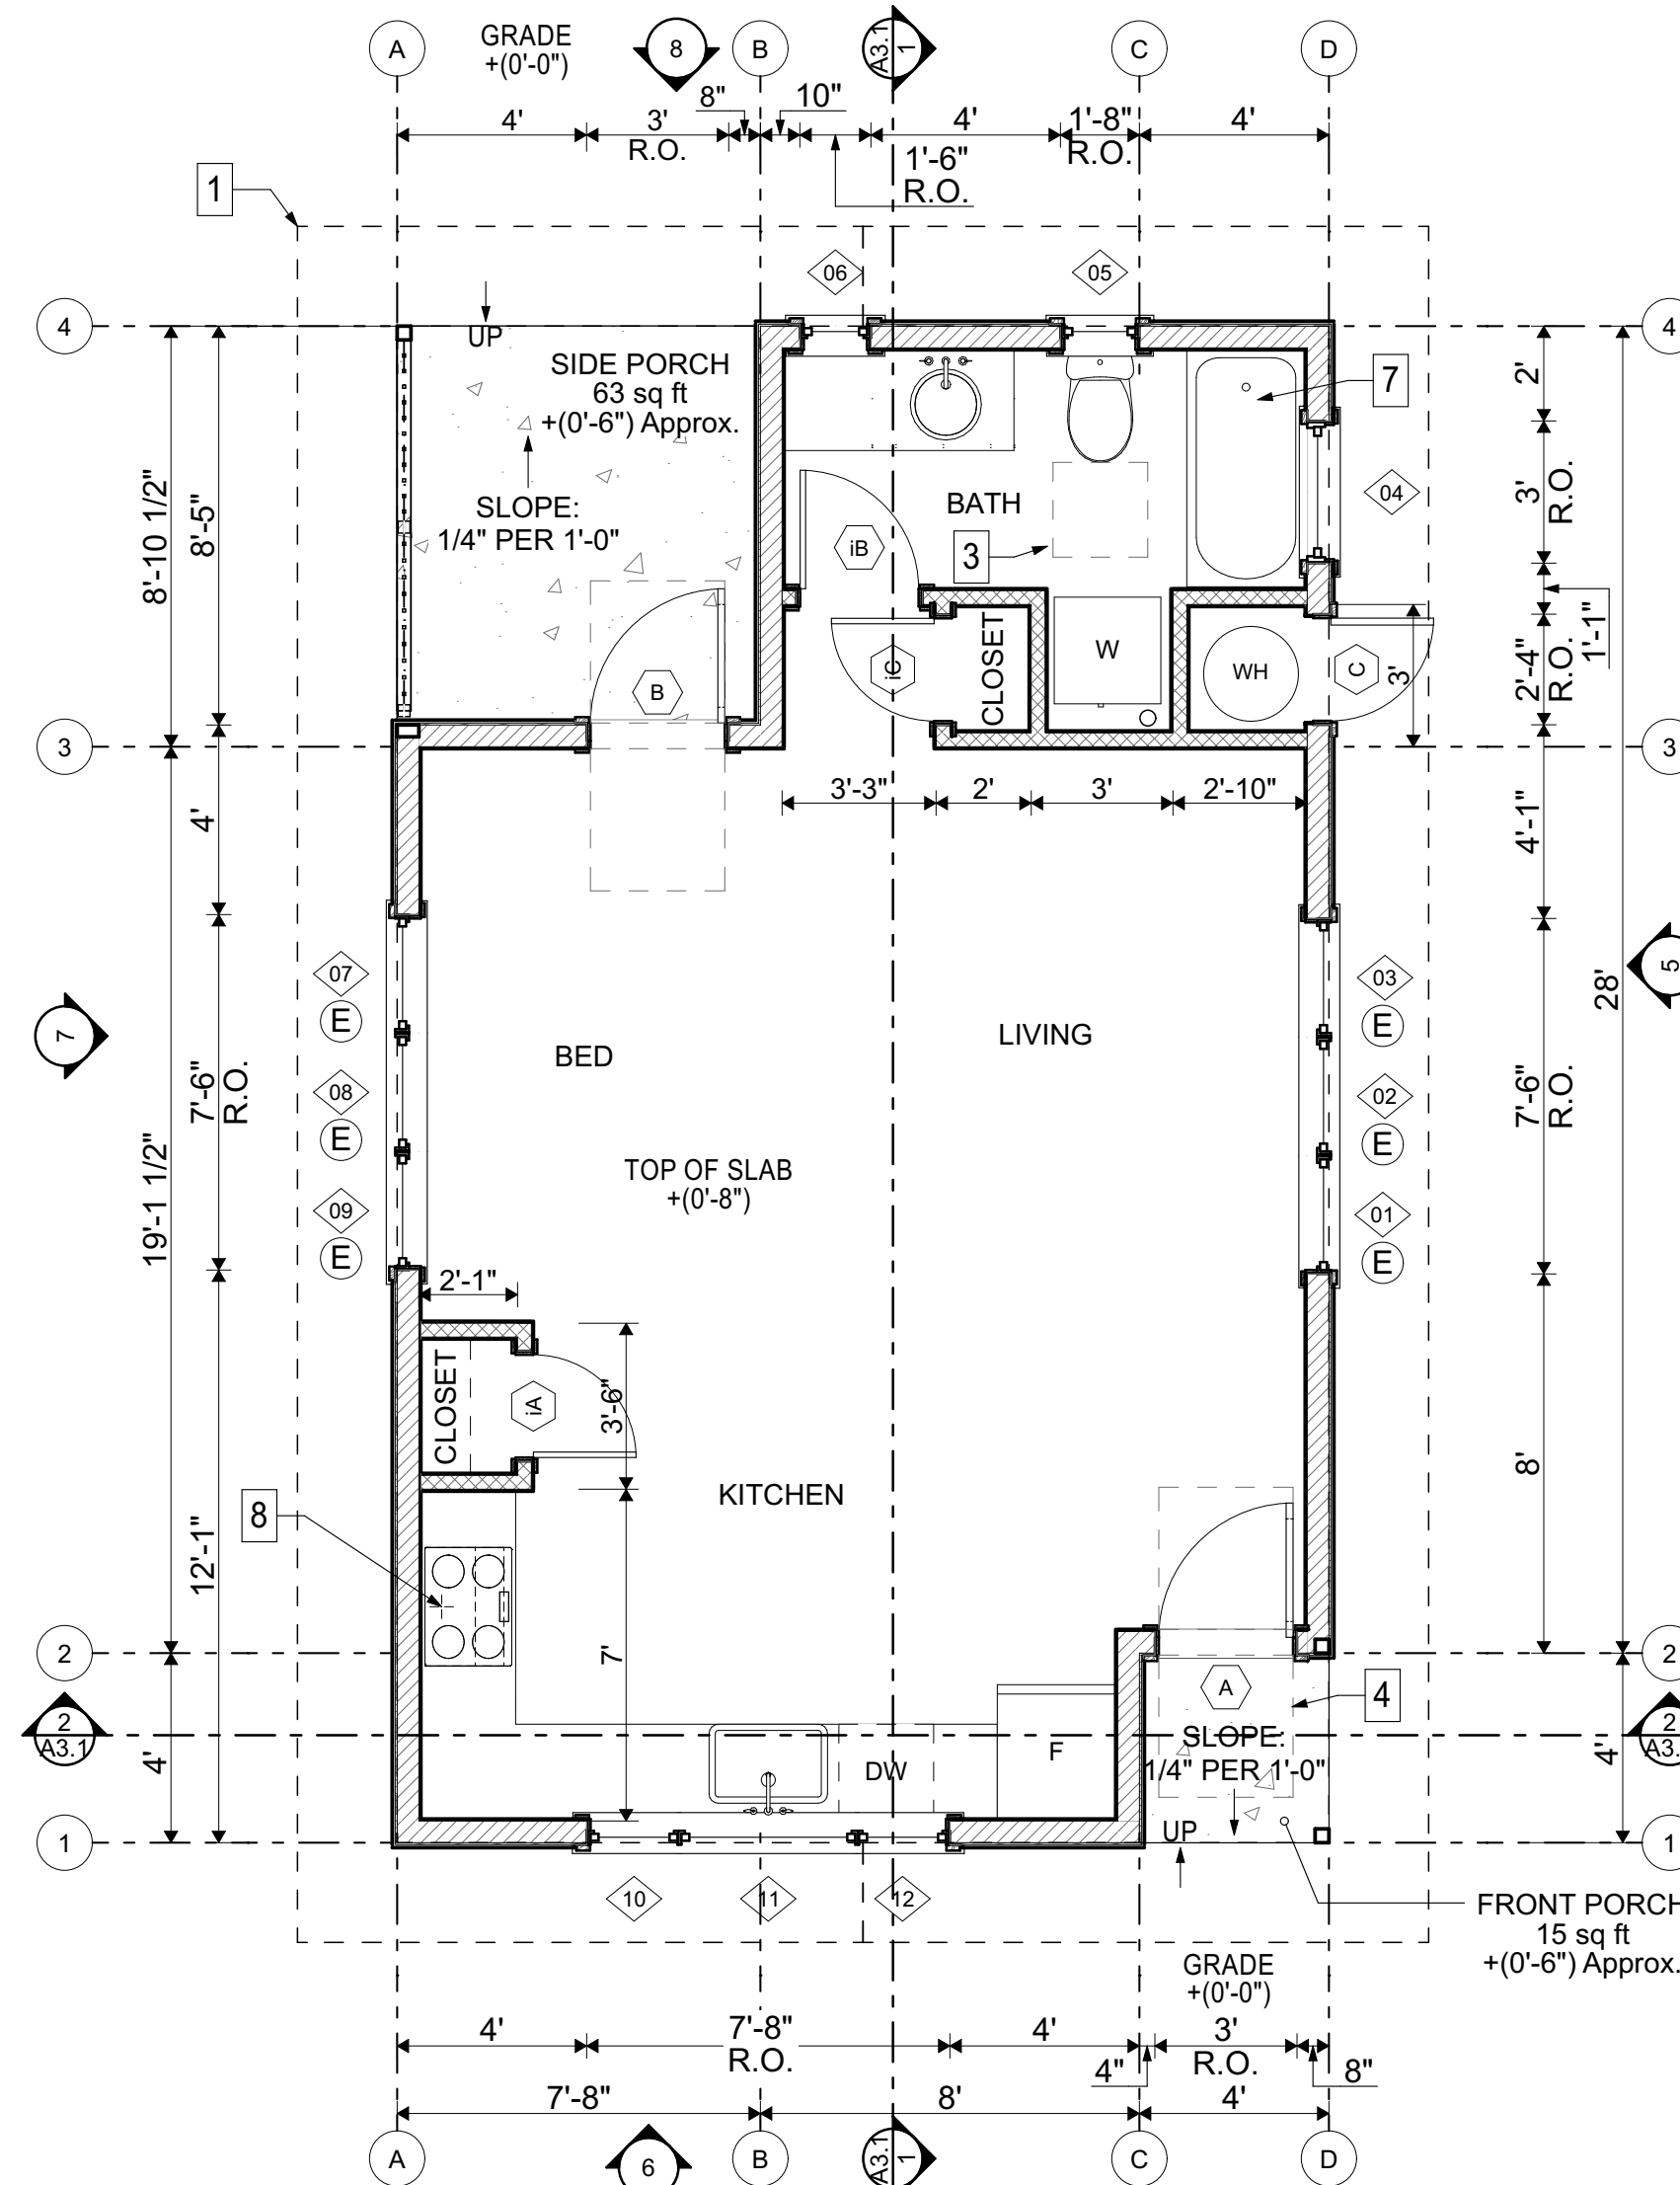 A
GRADE
+(0'-0")
8
B
A3.1
1
C
D
4'
3'
R.O.
8"
10"
1'-6"
R.O.
4'
1'-8"
R.O.
4'
1
06
05
4
4
UP
SIDE PORCH
63 sq ft
+(0'-6") Approx.
SLOPE:
1/4" PER 1'-0"
8'-10 1/2"
8'-5"
7
2'
3'
R.O.
04
BATH
3
iB
B
iC
CLOSET
W
WH
C
3'
2'-4"
R.O.
1'-1"
3
3
3'-3"
2'
3'
2'-10"
4'
4'-1"
07
E
08
E
09
E
7
BED
LIVING
03
E
02
E
01
E
5
28'
7'-6"
R.O.
7'-6"
R.O.
19'-1 1/2"
TOP OF SLAB
+(0'-8")
2'-1"
CLOSET
iA
3'-6"
KITCHEN
8
12'-1"
8'
7'
2
2
A
4
2
A3.1
4'
SLOPE:
1/4" PER 1'-0"
DW
F
4'
2
A3.
1
UP
1
10
11
12
FRONT PORCH
15 sq ft
+(0'-6") Approx.
GRADE
+(0'-0")
4'
7'-8"
R.O.
4'
4"
3'
R.O.
8"
7'-8"
8'
4'
A
6
B
A3.1
1
C
D